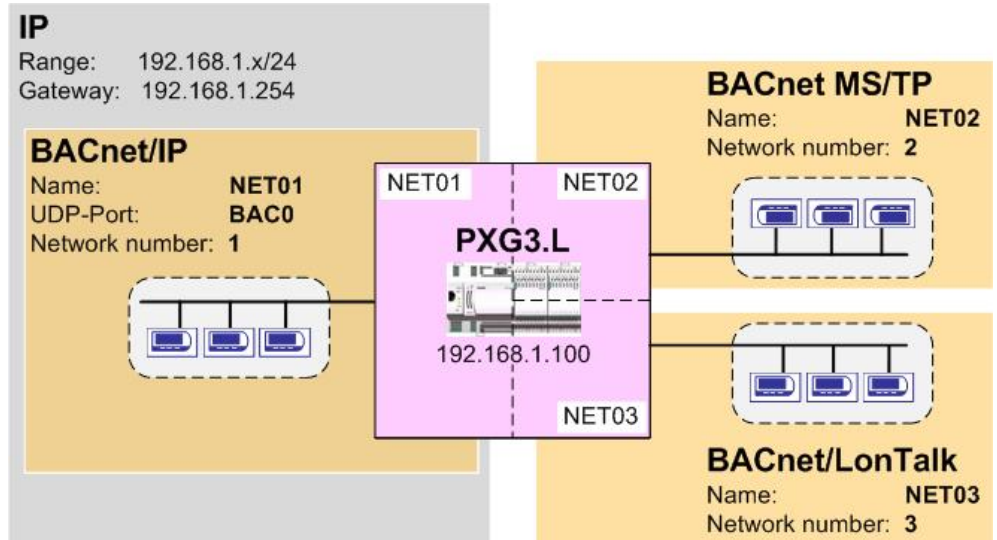 IP
Range: 192.168.1.x/24
Gateway: 192.168.1.254
BACnet/IP
Name: NET01
UDP-Port: BAC0
Network number: 1
NET01
NET02
PXG3.L
192.168.1.100
NET03
BACnet MS/TP
Name: NET02
Network number: 2
BACnet/LonTalk
Name: NET03
Network number: 3